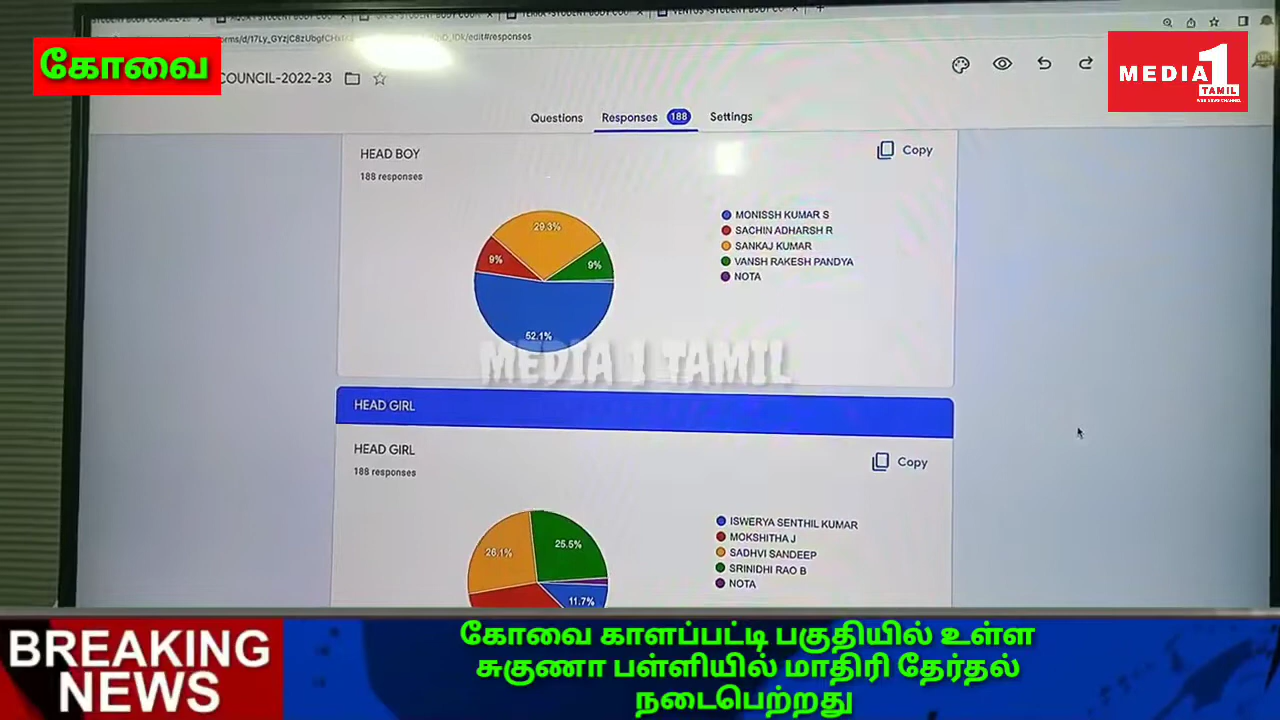 கோவை
COUNCIL-2022-23
MEDIA 1
TAMIL
Questions Responses 188 Settings
HEAD BOY
Copy
188 responses
29.3%
9%
9%
52.1%
MONISSH KUMAR S
SACHIN ADHARSH R
SANKAJ KUMAR
VANSH RAKESH PANDYA
NOTA
MEDIA 1 TAMIL
HEAD GIRL
HEAD GIRL
Copy
188 responses
26.1%
25.5%
11.7%
ISWERYA SENTHIL KUMAR
MOKSHITHA J
SADHVI SANDEEP
SRINIDHI RAO B
NOTA
BREAKING
NEWS
கோவை காளப்பட்டி பகுதியில் உள்ள
சுகுணா பள்ளியில் மாதிரி தேர்தல்
நடைபெற்றது